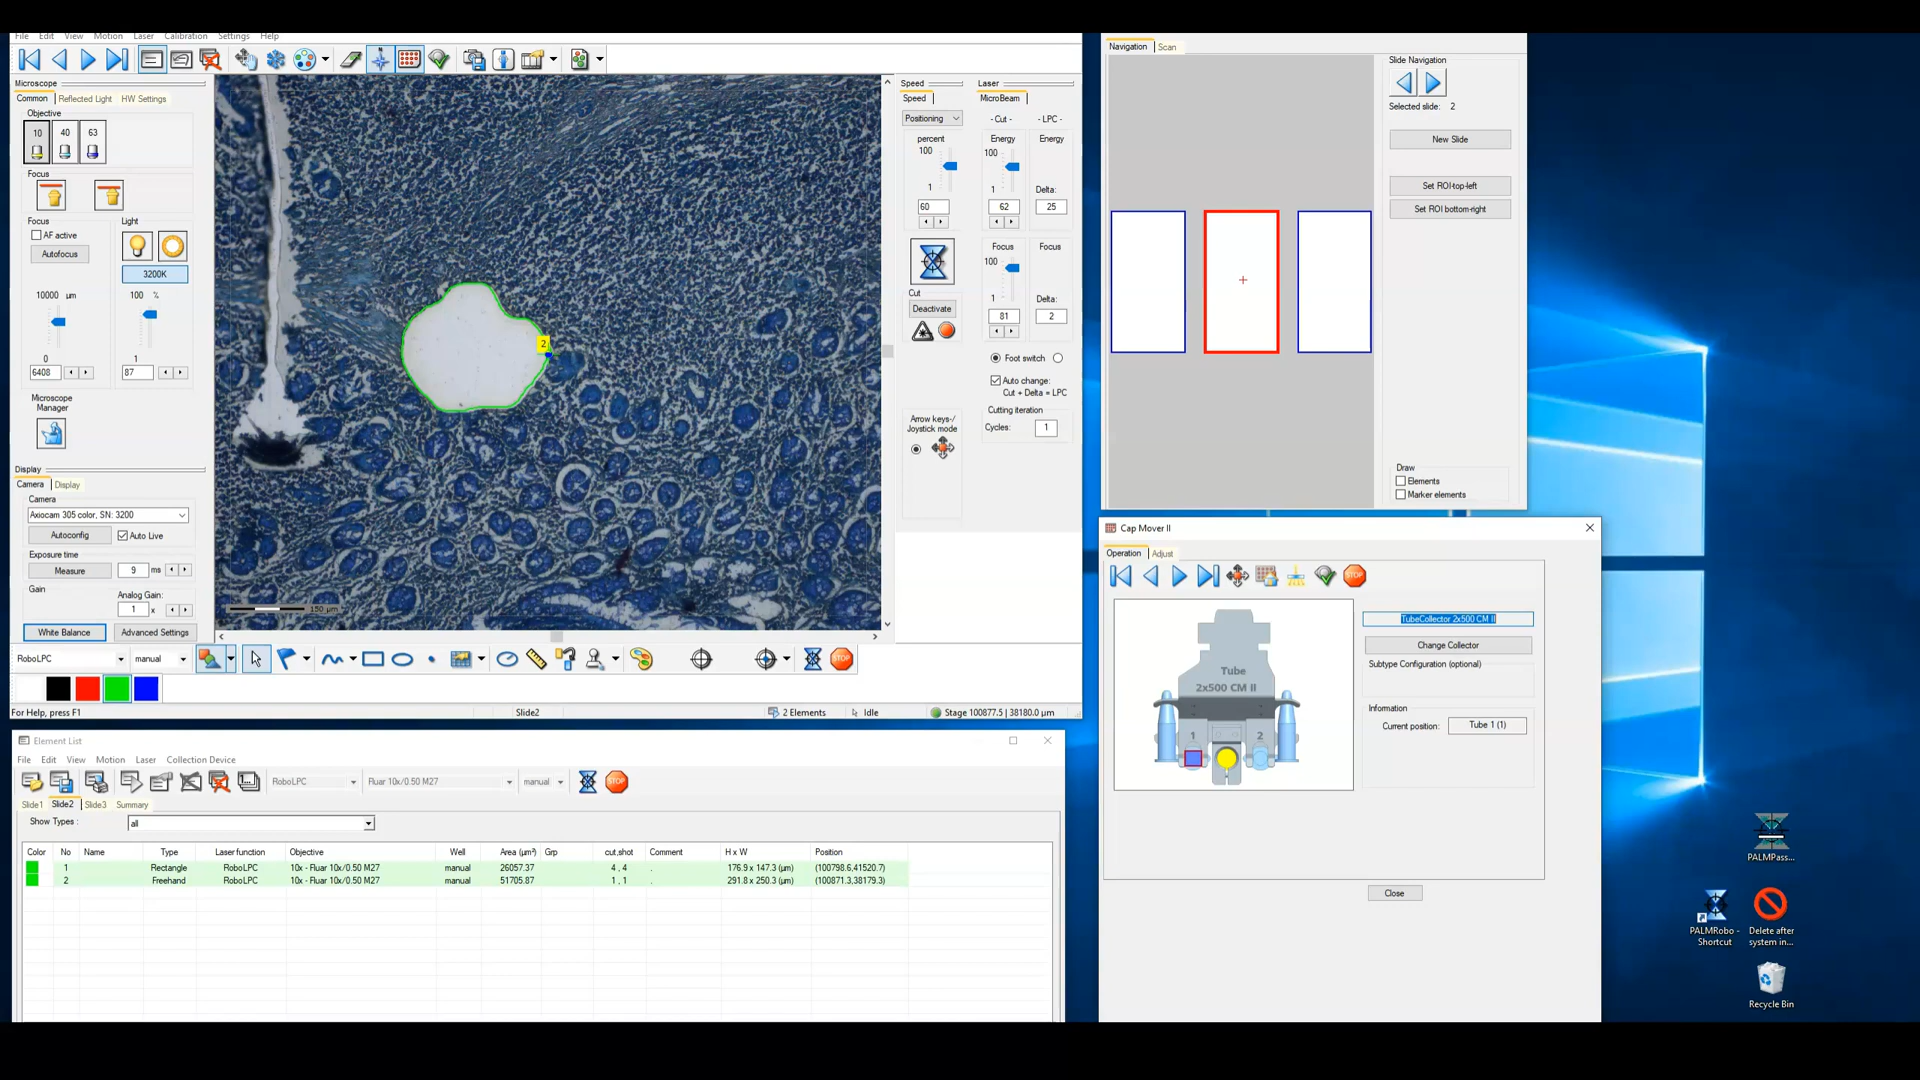 File Edit View Motion Laser Calibration Settings Help
Microscope
Common Reflected Light HW Settings
Objective
10 40 63
Focus
Focus Light
AF active
Autofocus
3200K
10000 µm 100 %
0 1
6408 87
Microscope
Manager
Display
Camera Display
Camera
Axiocam 305 color, SN: 3200
Autoconfig Auto Live
Exposure time
Measure 9 ms
Gain
Analog Gain:
1 x
White Balance Advanced Settings
2
150 µm
Speed
Speed
Positioning
percent
100
1
60
Cut
Deactivate
Arrow keys-/
Joystick mode
Laser
MicroBeam
- Cut - - LPC -
Energy Energy
100
1 Delta:
62 25
Focus Focus
100
1 Delta:
81 2
Foot switch
Auto change:
Cut + Delta = LPC
Cutting iteration
Cycles: 1
RoboLPC manual
STOP
For Help, press F1 Slide2 2 Elements Idle Stage 100877.5 | 38180.0 µm
Navigation Scan
Slide Navigation
Selected slide: 2
New Slide
Set ROI-top-left
Set ROI bottom-right
Draw
Elements
Marker elements
Cap Mover II
Operation Adjust
STOP
Tube
2x500 CM II
1 2
TubeCollector 2x500 CM II
Change Collector
Subtype Configuration (optional)
Information
Current position: Tube 1 (1)
Close
Element List
File Edit View Motion Laser Collection Device
RoboLPC Fluar 10x/0.50 M27 manual STOP
Slide1 Slide2 Slide3 Summary
Show Types : all
Color No Name Type Laser function Objective Well Area (µm²) Grp cut,shot Comment H x W Position
1 Rectangle RoboLPC 10x - Fluar 10x/0.50 M27 manual 26057.37 4 , 4 . 176.9 x 147.3 (µm) (100798.6,41520.7)
2 Freehand RoboLPC 10x - Fluar 10x/0.50 M27 manual 51705.87 1 , 1 . 291.8 x 250.3 (µm) (100871.3,38179.3)
PALMPass...
PALMRobo -
Shortcut
Delete after
system in...
Recycle Bin